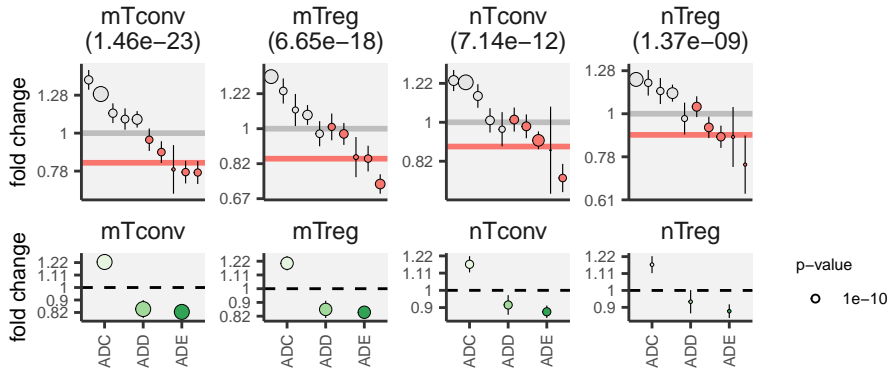 mTconv
(1.46e−23)
mTreg
(6.65e−18)
nTconv
(7.14e−12)
nTreg
(1.37e−09)
fold change
1.28
1
0.78
1.22
1
0.82
0.67
1.22
1
0.82
1.28
1
0.78
0.61
mTconv
mTreg
nTconv
nTreg
fold change
1.22
1.11
1
0.9
0.82
1.22
1.11
1
0.9
0.82
1.22
1.11
1
0.9
1.22
1.11
1
0.9
ADC
ADD
ADE
ADC
ADD
ADE
ADC
ADD
ADE
ADC
ADD
ADE
p−value
1e−10